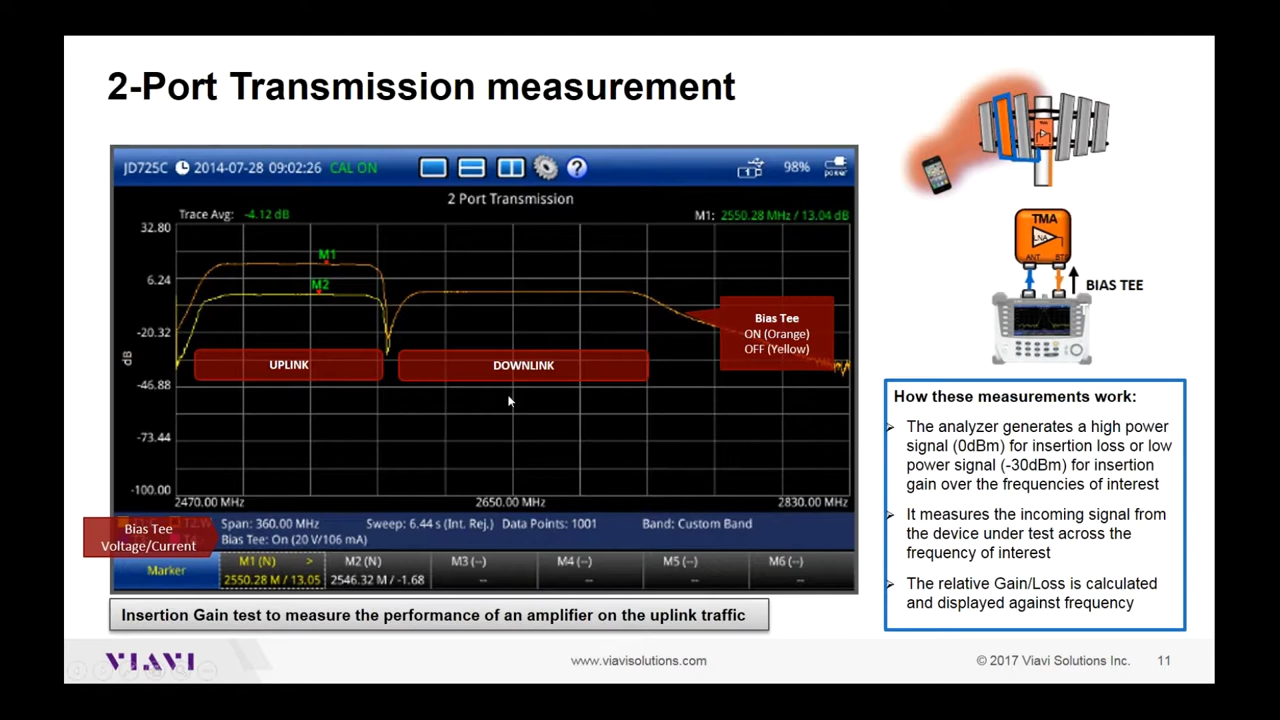 2-Port Transmission measurement
JD725C 2014-07-28 09:02:26 CAL ON 98%
power
2 Port Transmission
Trace Avg: -4.12 dB M1: 2550.28 MHz / 13.04 dB
32.80
6.24
-20.32
dB
-46.88
-73.44
-100.00
M1
M2
UPLINK
DOWNLINK
Bias Tee
ON (Orange)
OFF (Yellow)
2470.00 MHz 2650.00 MHz 2830.00 MHz
Bias Tee
Voltage/Current
Span: 360.00 MHz Sweep: 6.44 s (Int. Rej.) Data Points: 1001 Band: Custom Band
Bias Tee: On (20 V/106 mA)
Marker
M1 (N) > M2 (N) M3 (--) M4 (--) M5 (--) M6 (--)
2550.28 M / 13.05 2546.32 M / -1.68 -- -- -- --
Insertion Gain test to measure the performance of an amplifier on the uplink traffic
TMA
LNA
ANT BTS
BIAS TEE
How these measurements work:
The analyzer generates a high power
signal (0dBm) for insertion loss or low
power signal (-30dBm) for insertion
gain over the frequencies of interest
It measures the incoming signal from
the device under test across the
frequency of interest
The relative Gain/Loss is calculated
and displayed against frequency
VIAVI
www.viavisolutions.com
© 2017 Viavi Solutions Inc. 11